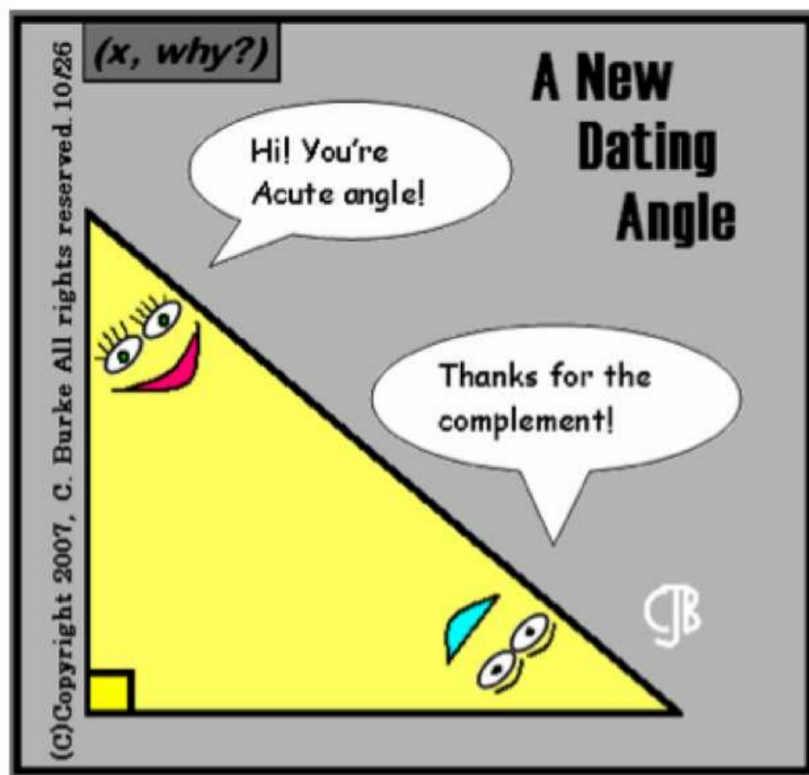 (x, why?)
A New
Dating
Angle
Hi! You're
Acute angle!
Thanks for the
complement!
CJB
(C)Copyright 2007, C. Burke All rights reserved. 10/26